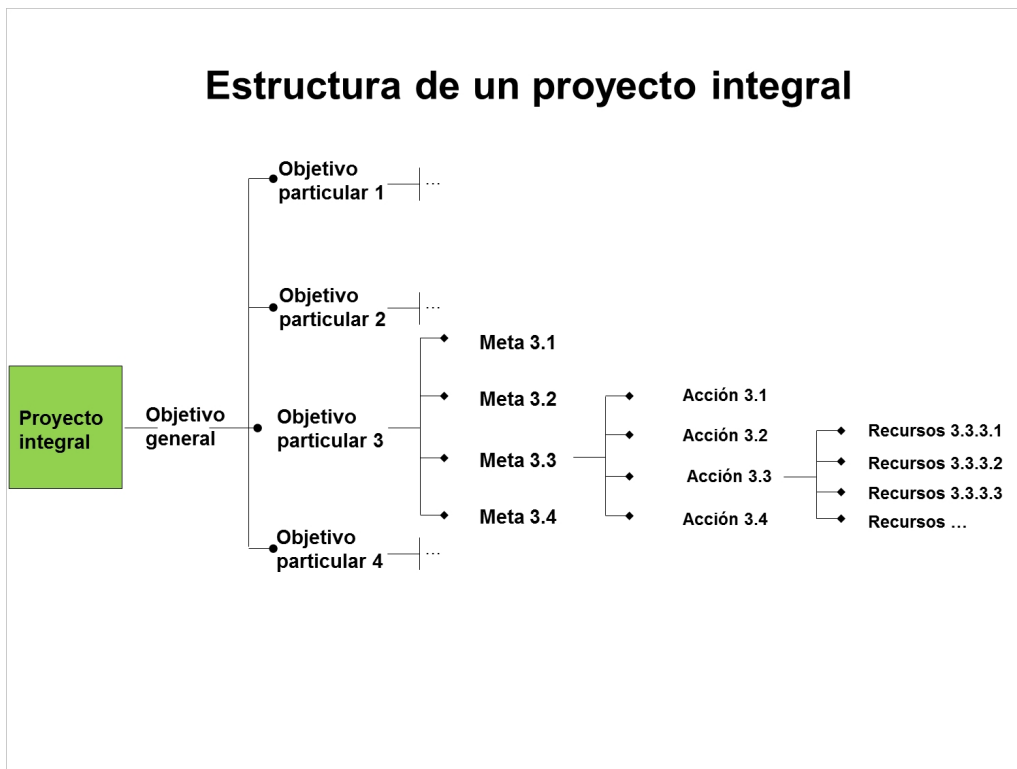 Estructura de un proyecto integral
Objetivo
particular 1
...
Objetivo
particular 2
...
Proyecto
integral
Objetivo
general
Objetivo
particular 3
Meta 3.1
Meta 3.2
Meta 3.3
Meta 3.4
Acción 3.1
Acción 3.2
Acción 3.3
Acción 3.4
Recursos 3.3.3.1
Recursos 3.3.3.2
Recursos 3.3.3.3
Recursos ...
Objetivo
particular 4
...